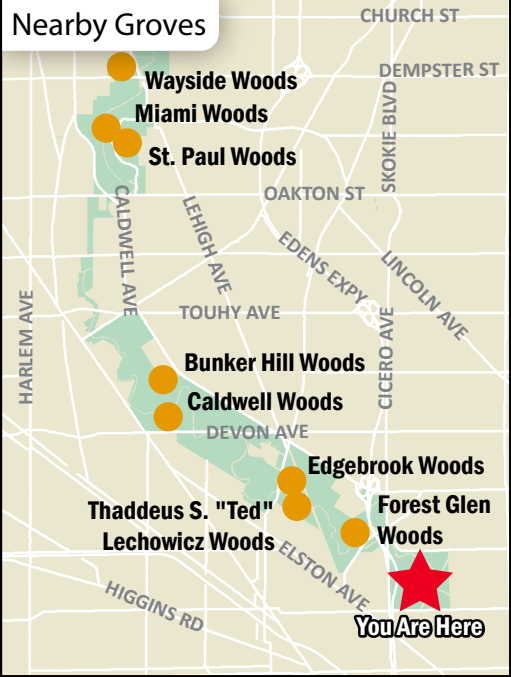 Nearby Groves
CHURCH ST
Wayside Woods
DEMPSTER ST
Miami Woods
SKOKIE BLVD
St. Paul Woods
OAKTON ST
CALDWELL AVE
LEHIGH AVE
EDENS EXPY
LINCOLN AVE
HARLEM AVE
TOUHY AVE
CICERO AVE
Bunker Hill Woods
Caldwell Woods
DEVON AVE
Edgebrook Woods
Thaddeus S. "Ted"
Lechowicz Woods
Forest Glen
Woods
ELSTON AVE
HIGGINS RD
You Are Here